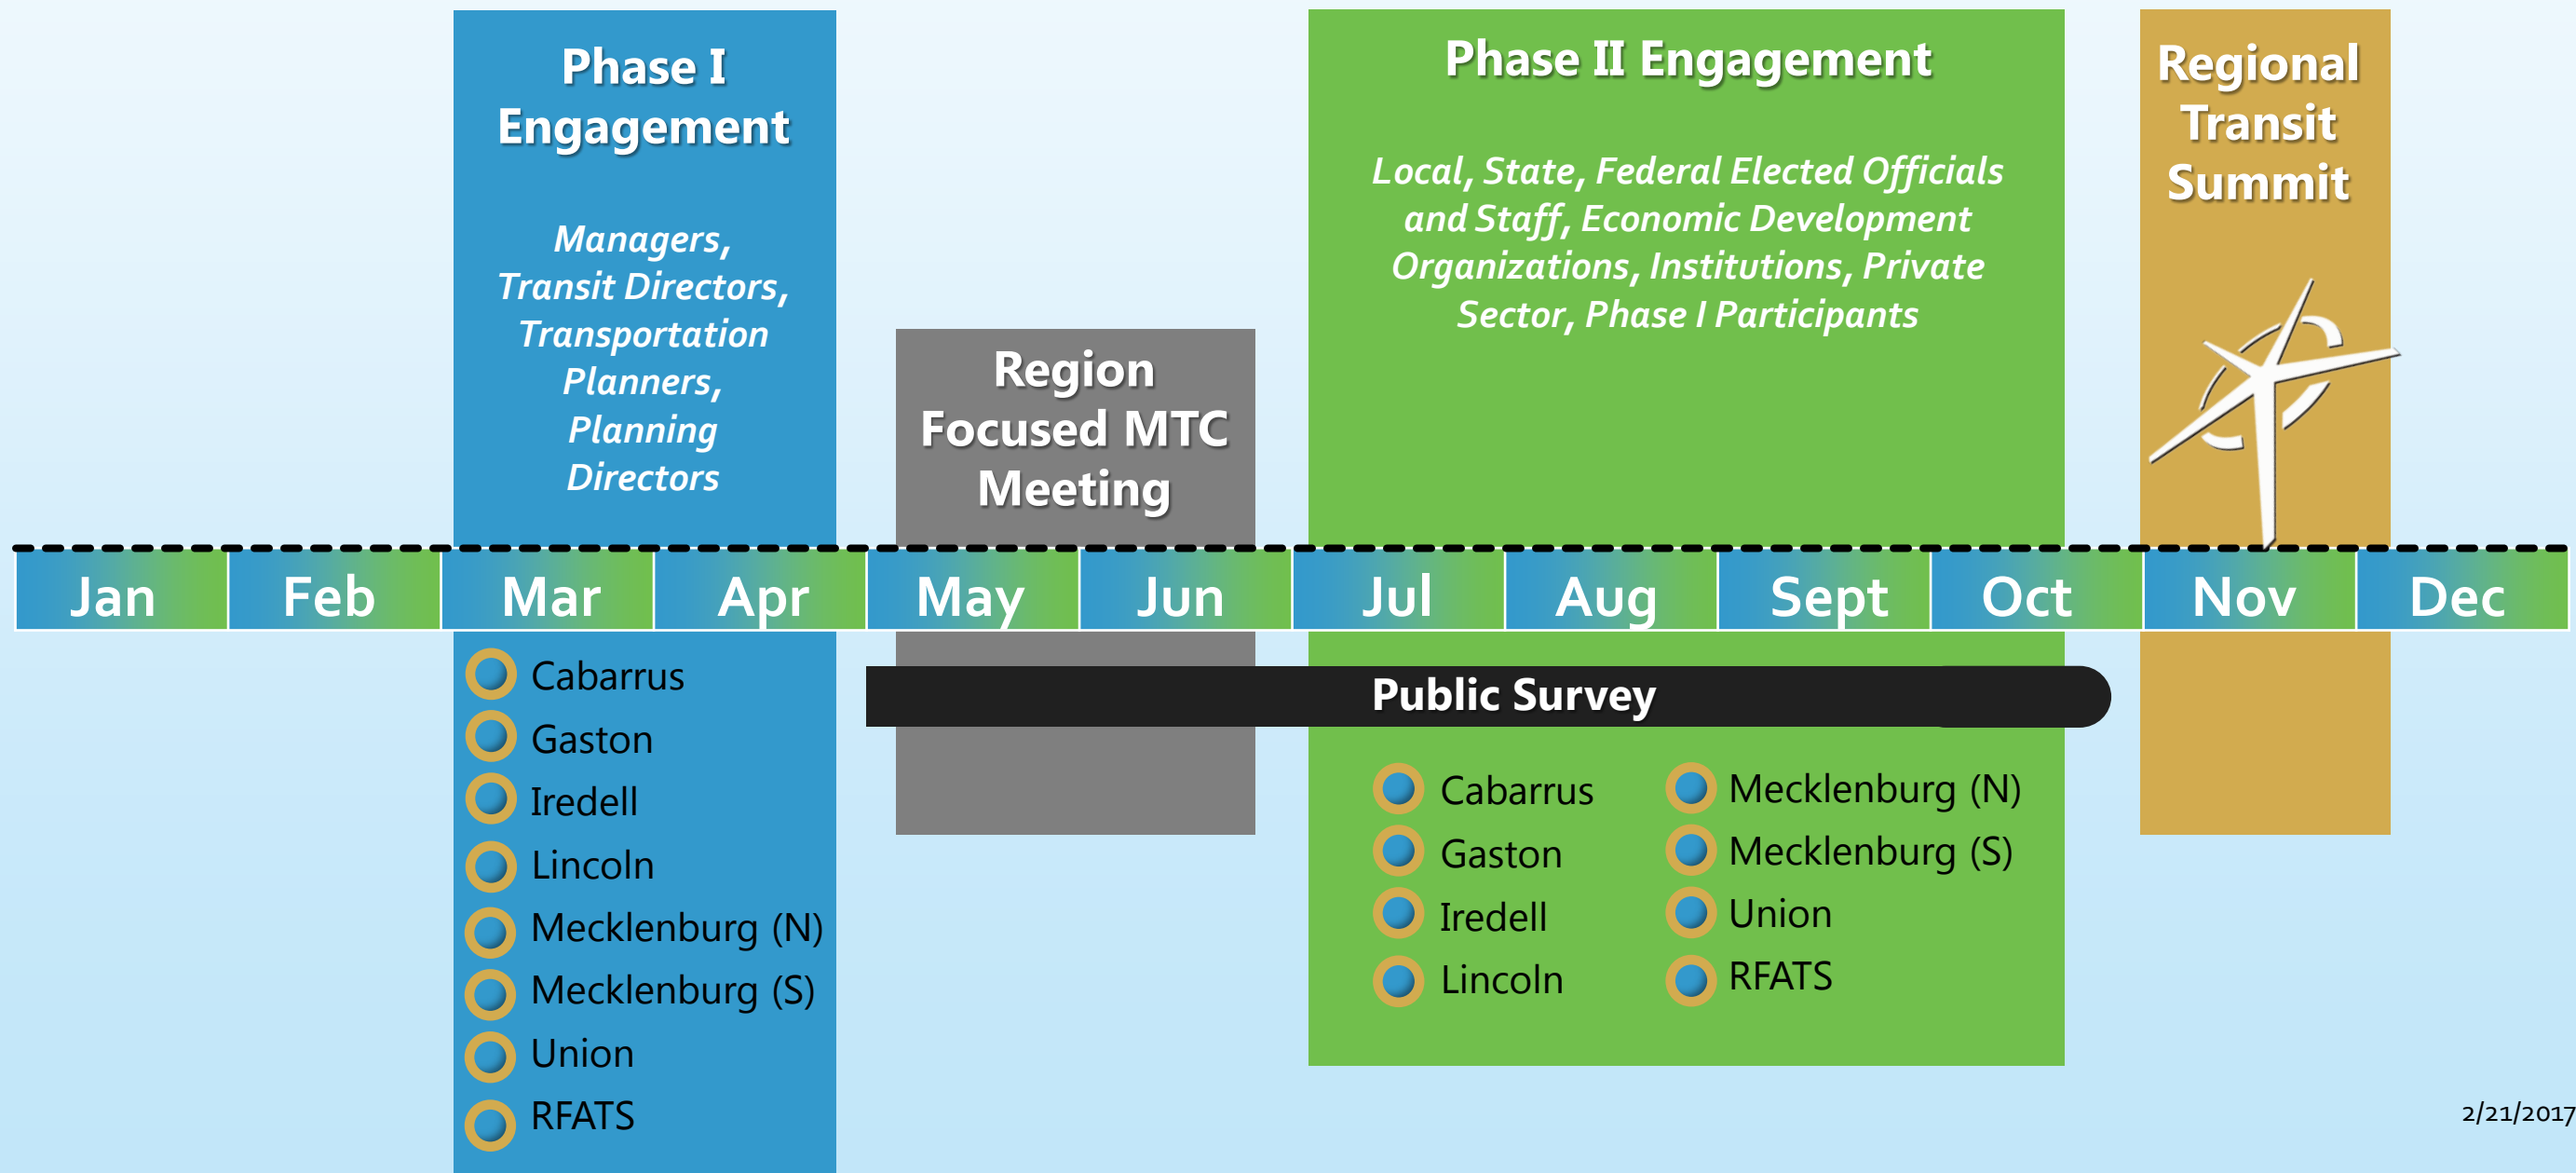 Phase I
Engagement
Managers,
Transit Directors,
Transportation
Planners,
Planning
Directors
Region
Focused MTC
Meeting
Phase II Engagement
Local, State, Federal Elected Officials
and Staff, Economic Development
Organizations, Institutions, Private
Sector, Phase I Participants
Regional
Transit
Summit
Jan Feb Mar Apr May Jun Jul Aug Sept Oct Nov Dec
Cabarrus
Gaston
Iredell
Lincoln
Mecklenburg (N)
Mecklenburg (S)
Union
RFATS
Public Survey
Cabarrus
Gaston
Iredell
Lincoln
Mecklenburg (N)
Mecklenburg (S)
Union
RFATS
2/21/2017